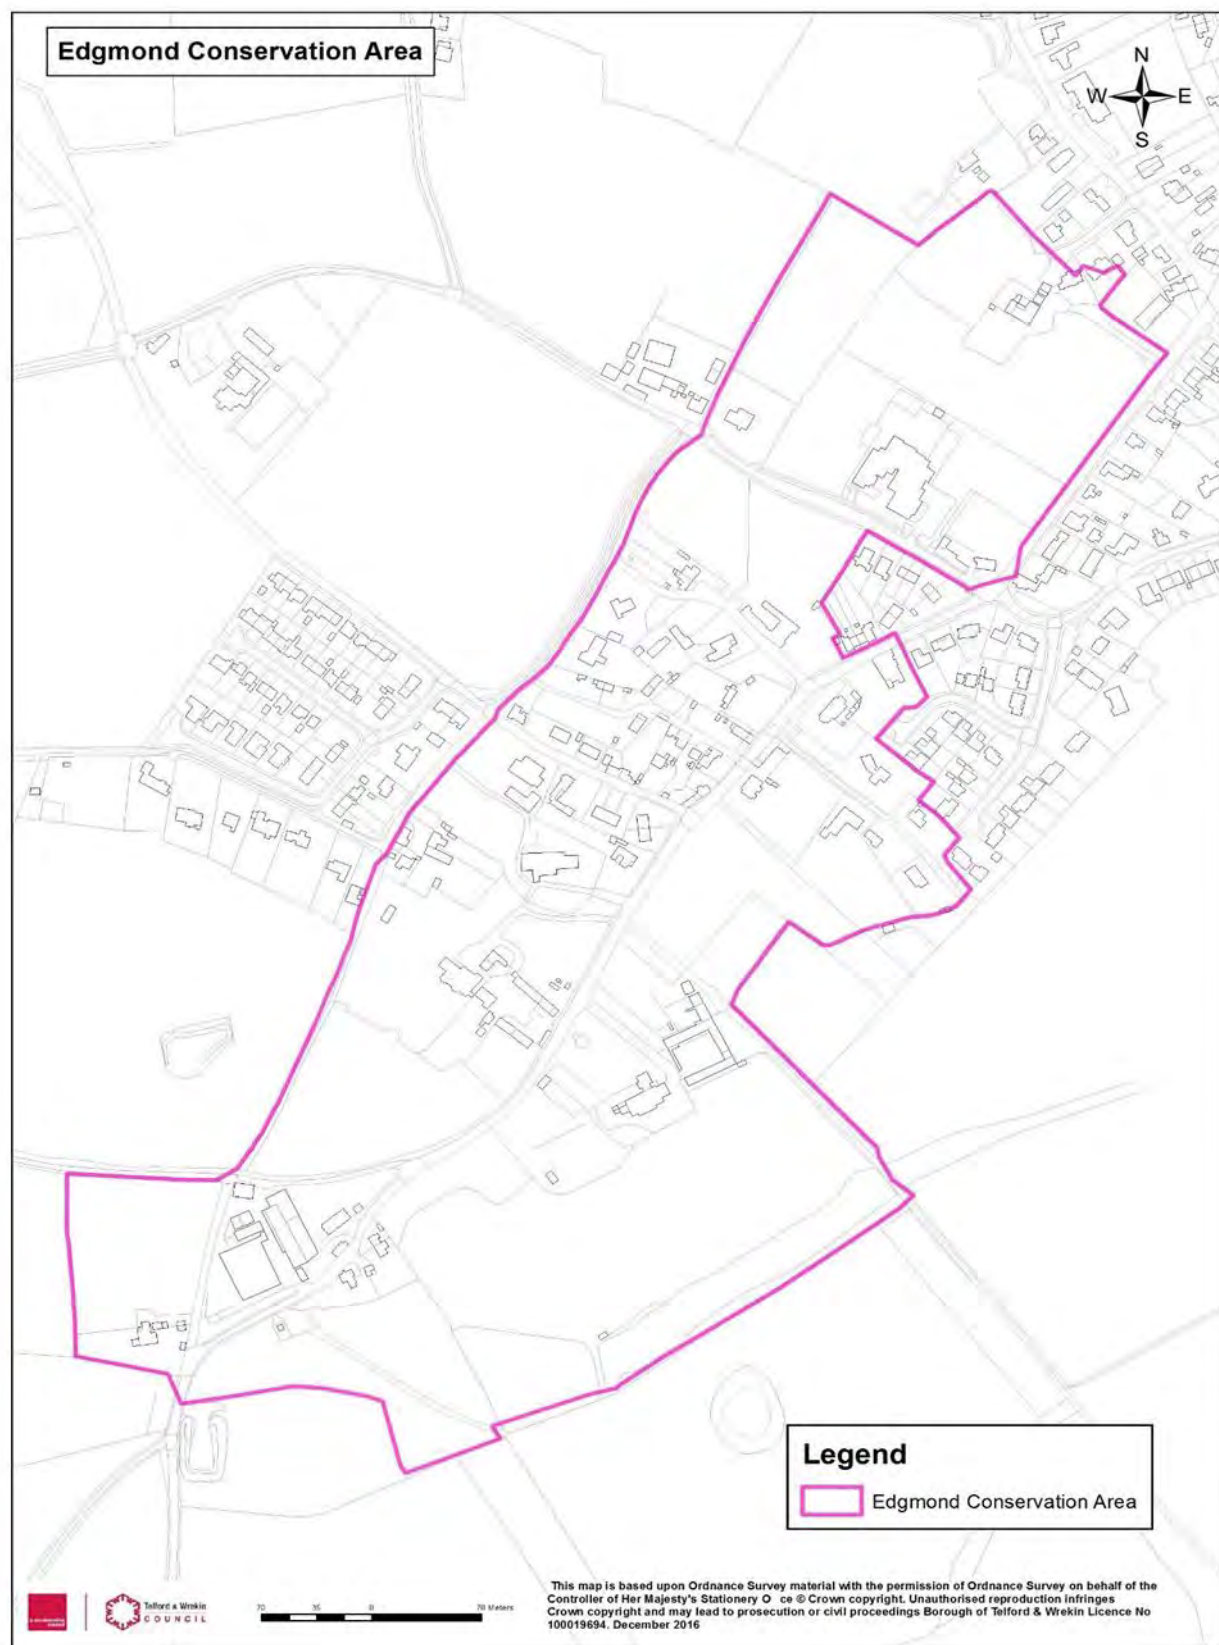 Edgmond Conservation Area
N
W E
S
Legend
Edgmond Conservation Area
Telford & Wrekin
COUNCIL
70 35 0 70 Meters
This map is based upon Ordnance Survey material with the permission of Ordnance Survey on behalf of the
Controller of Her Majesty's Stationery O ce © Crown copyright. Unauthorised reproduction infringes
Crown copyright and may lead to prosecution or civil proceedings Borough of Telford & Wrekin Licence No
100019694. December 2016